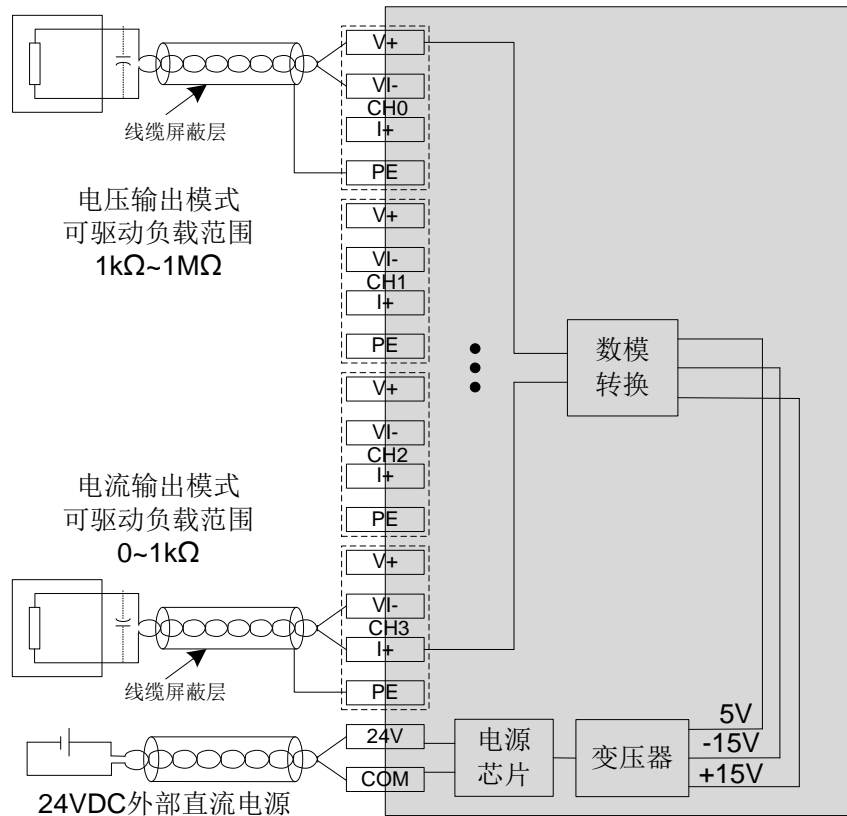 V+
VI-
CH0
I+
PE
线缆屏蔽层
电压输出模式
可驱动负载范围
1kΩ~1MΩ
V+
VI-
CH1
I+
PE
数模
转换
V+
VI-
CH2
I+
PE
电流输出模式
可驱动负载范围
0~1kΩ
V+
VI-
CH3
I+
PE
线缆屏蔽层
24V
COM
24VDC外部直流电源
电源
芯片
变压器
5V
-15V
+15V